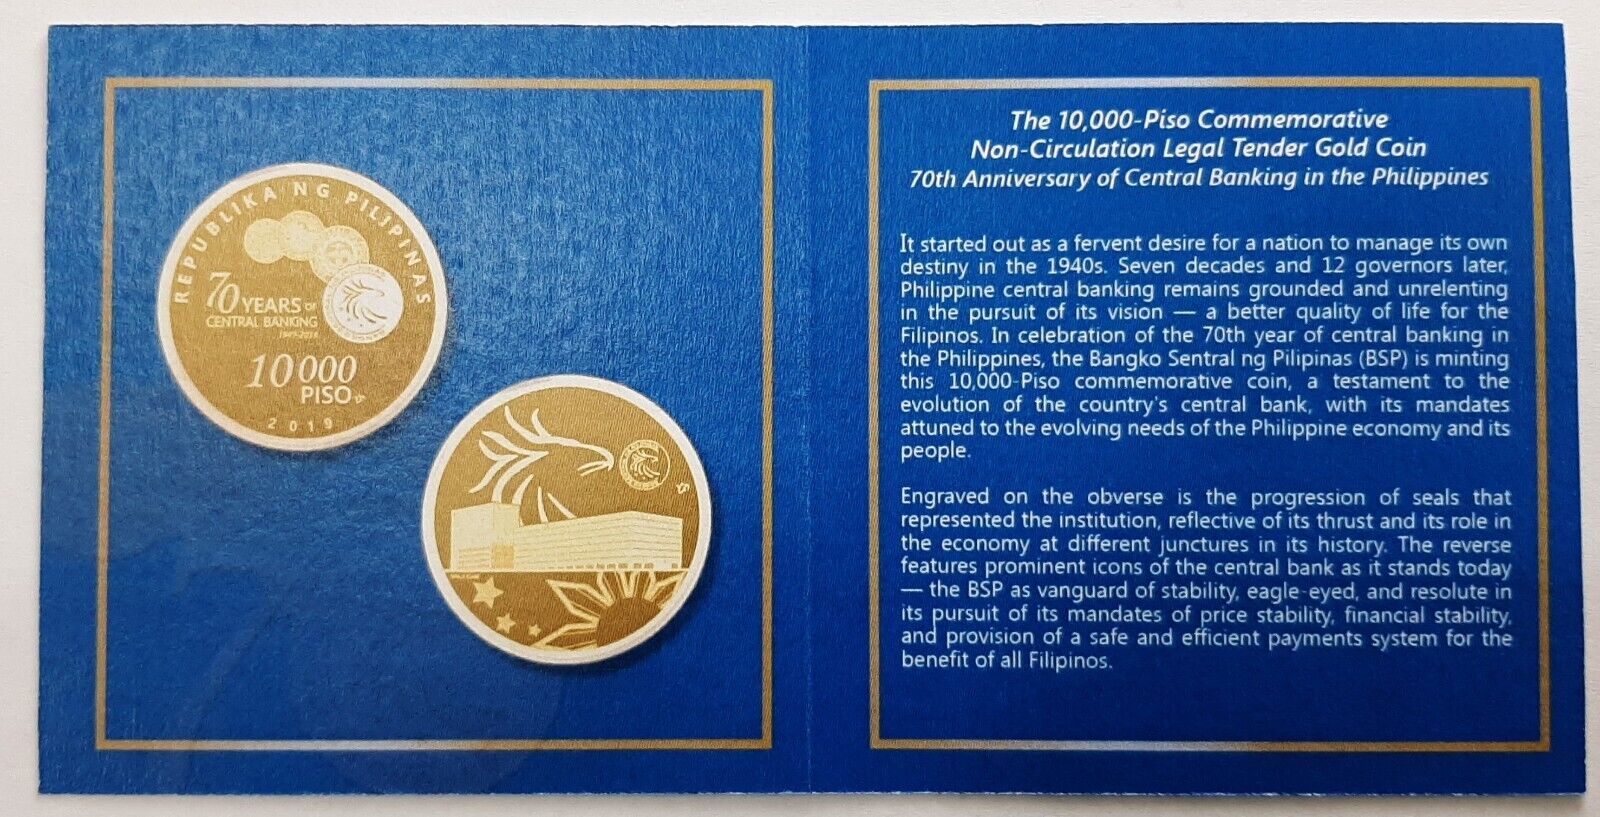 REPUBLIKA NG PILIPINAS
70 YEARS OF
CENTRAL BANKING
1949-2019
10000
PISO
2019
The 10,000-Piso Commemorative
Non-Circulation Legal Tender Gold Coin
70th Anniversary of Central Banking in the Philippines
It started out as a fervent desire for a nation to manage its own
destiny in the 1940s. Seven decades and 12 governors later,
Philippine central banking remains grounded and unrelenting
in the pursuit of its vision — a better quality of life for the
Filipinos. In celebration of the 70th year of central banking in
the Philippines, the Bangko Sentral ng Pilipinas (BSP) is minting
this 10,000-Piso commemorative coin, a testament to the
evolution of the country's central bank, with its mandates
attuned to the evolving needs of the Philippine economy and its
people.
Engraved on the obverse is the progression of seals that
represented the institution, reflective of its thrust and its role in
the economy at different junctures in its history. The reverse
features prominent icons of the central bank as it stands today
— the BSP as vanguard of stability, eagle-eyed, and resolute in
its pursuit of its mandates of price stability, financial stability,
and provision of a safe and efficient payments system for the
benefit of all Filipinos.